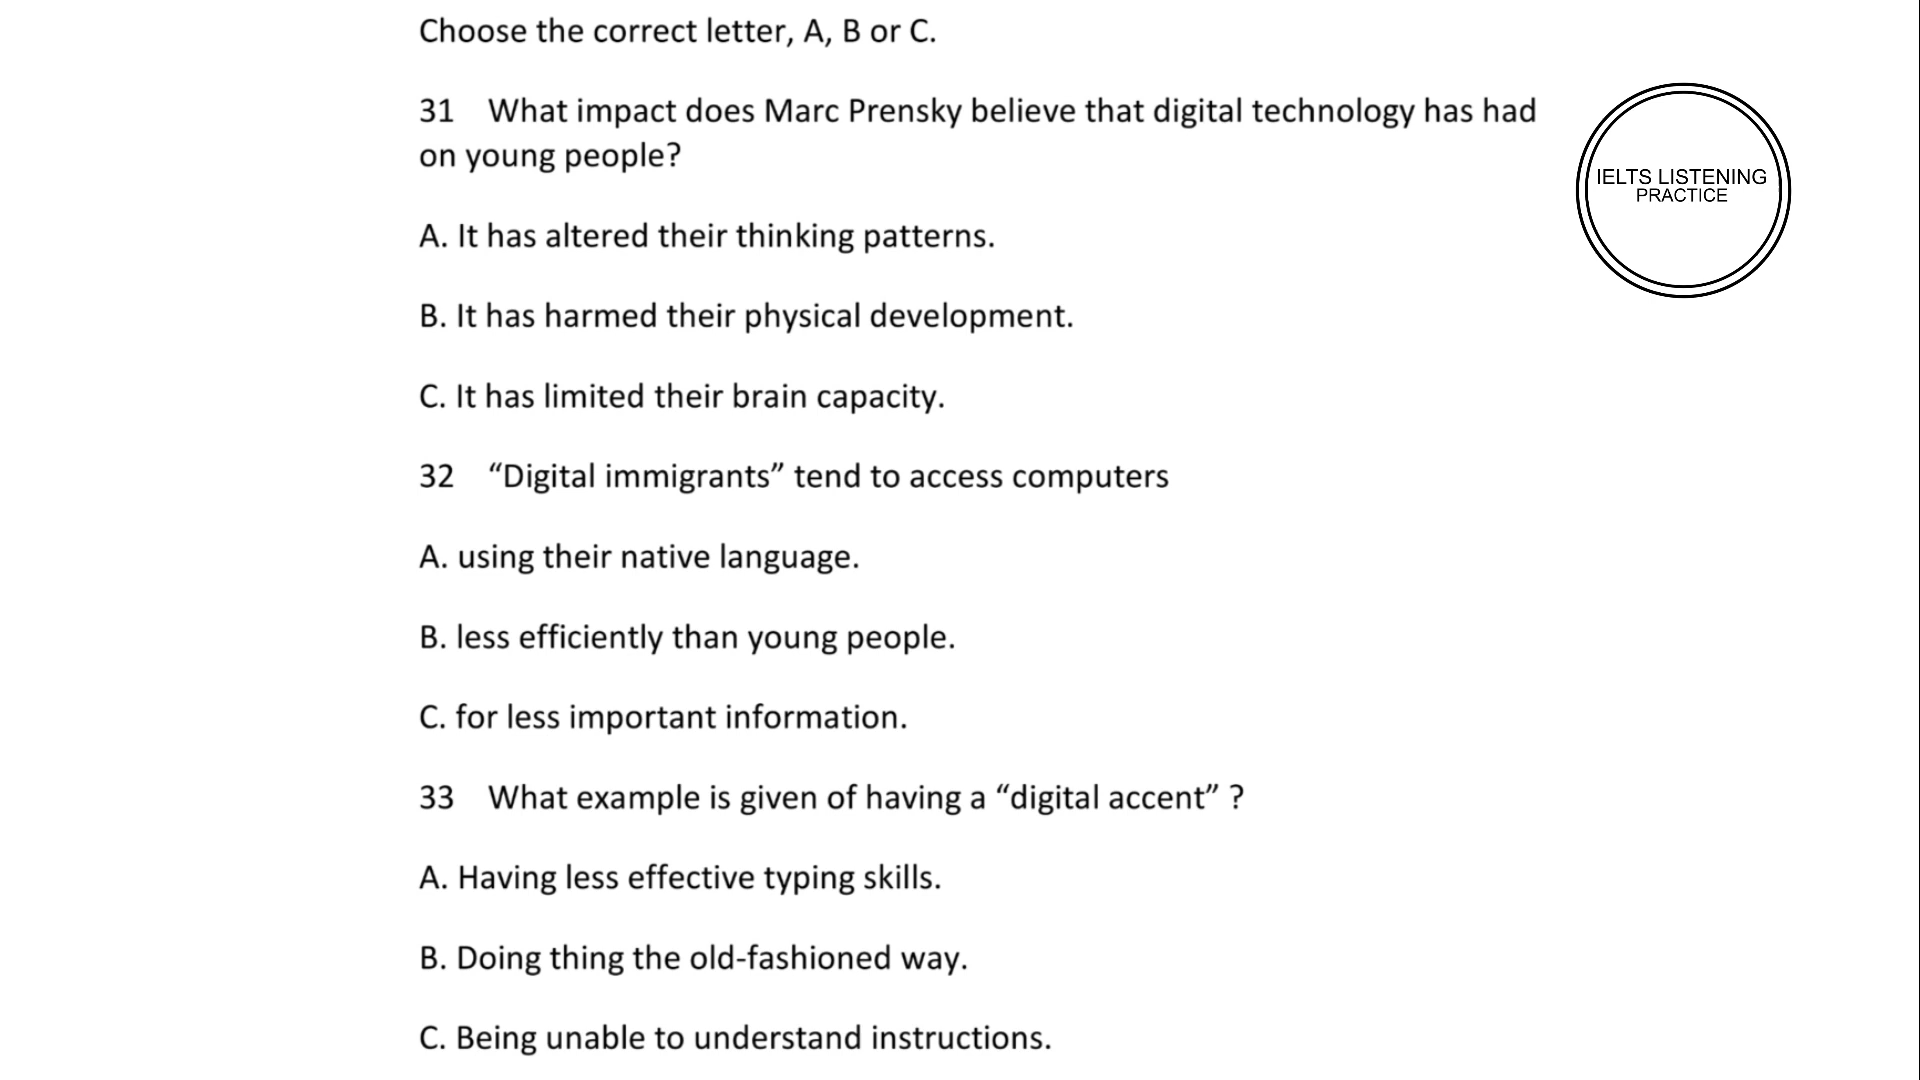 Choose the correct letter, A, B or C.
31 What impact does Marc Prensky believe that digital technology has had
on young people?
A. It has altered their thinking patterns.
B. It has harmed their physical development.
C. It has limited their brain capacity.
32 “Digital immigrants” tend to access computers
A. using their native language.
B. less efficiently than young people.
C. for less important information.
33 What example is given of having a “digital accent” ?
A. Having less effective typing skills.
B. Doing thing the old-fashioned way.
C. Being unable to understand instructions.
IELTS LISTENING
PRACTICE